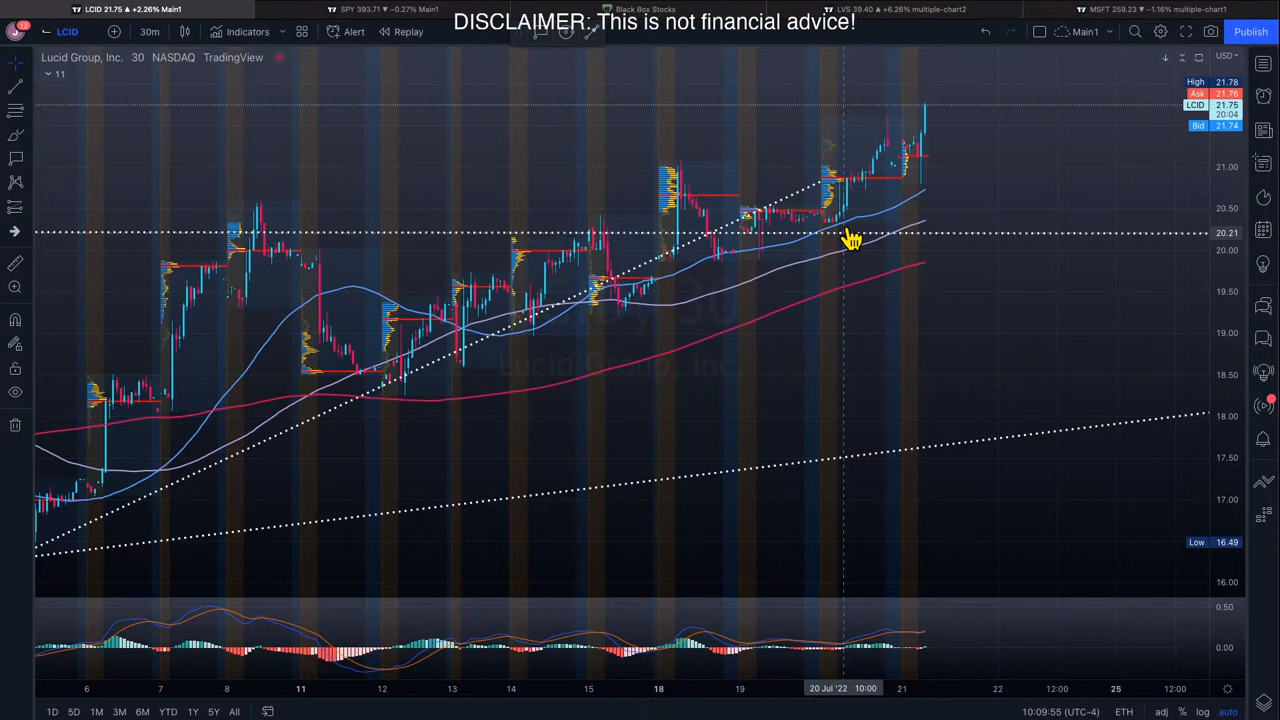 LCID 21.75 ▲ +2.26% Main1
SPY 393.71 −0.27% Main1
Black Box Stocks
LVS 39.40 ▲ +6.26% multiple-chart2
MSFT 259.23 ▼ −1.16% multiple-chart1
DISCLAIMER: This is not financial advice!
J
12
LCID
30m
Indicators
Alert
Replay
Main1
Publish
Lucid Group, Inc. 30 NASDAQ TradingView
11
USD
High 21.78
Ask 21.76
LCID 21.75
20:04
Bid 21.74
21.00
20.50
20.21
20.00
19.50
19.00
Lucid Group, Inc.
18.50
18.00
17.50
17.00
Low 16.49
16.00
0.50
0.00
6 7 8 11 12 13 14 15 18 19 20 Jul '22 10:00 21 22 12:00 25 12:00
1D 5D 1M 3M 6M YTD 1Y 5Y All
10:09:55 (UTC-4) ETH adj % log auto